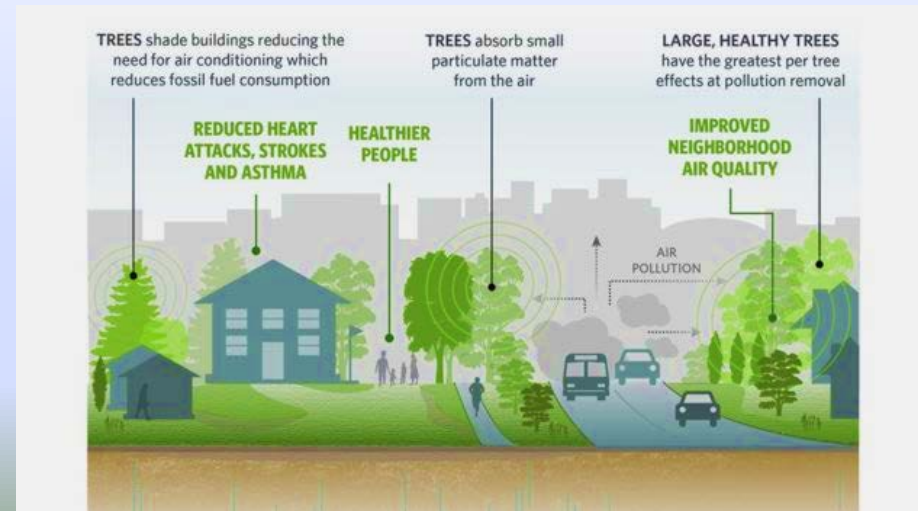 TREES shade buildings reducing the
need for air conditioning which
reduces fossil fuel consumption
TREES absorb small
particulate matter
from the air
LARGE, HEALTHY TREES
have the greatest per tree
effects at pollution removal
REDUCED HEART
ATTACKS, STROKES
AND ASTHMA
HEALTHIER
PEOPLE
IMPROVED
NEIGHBORHOOD
AIR QUALITY
AIR
POLLUTION